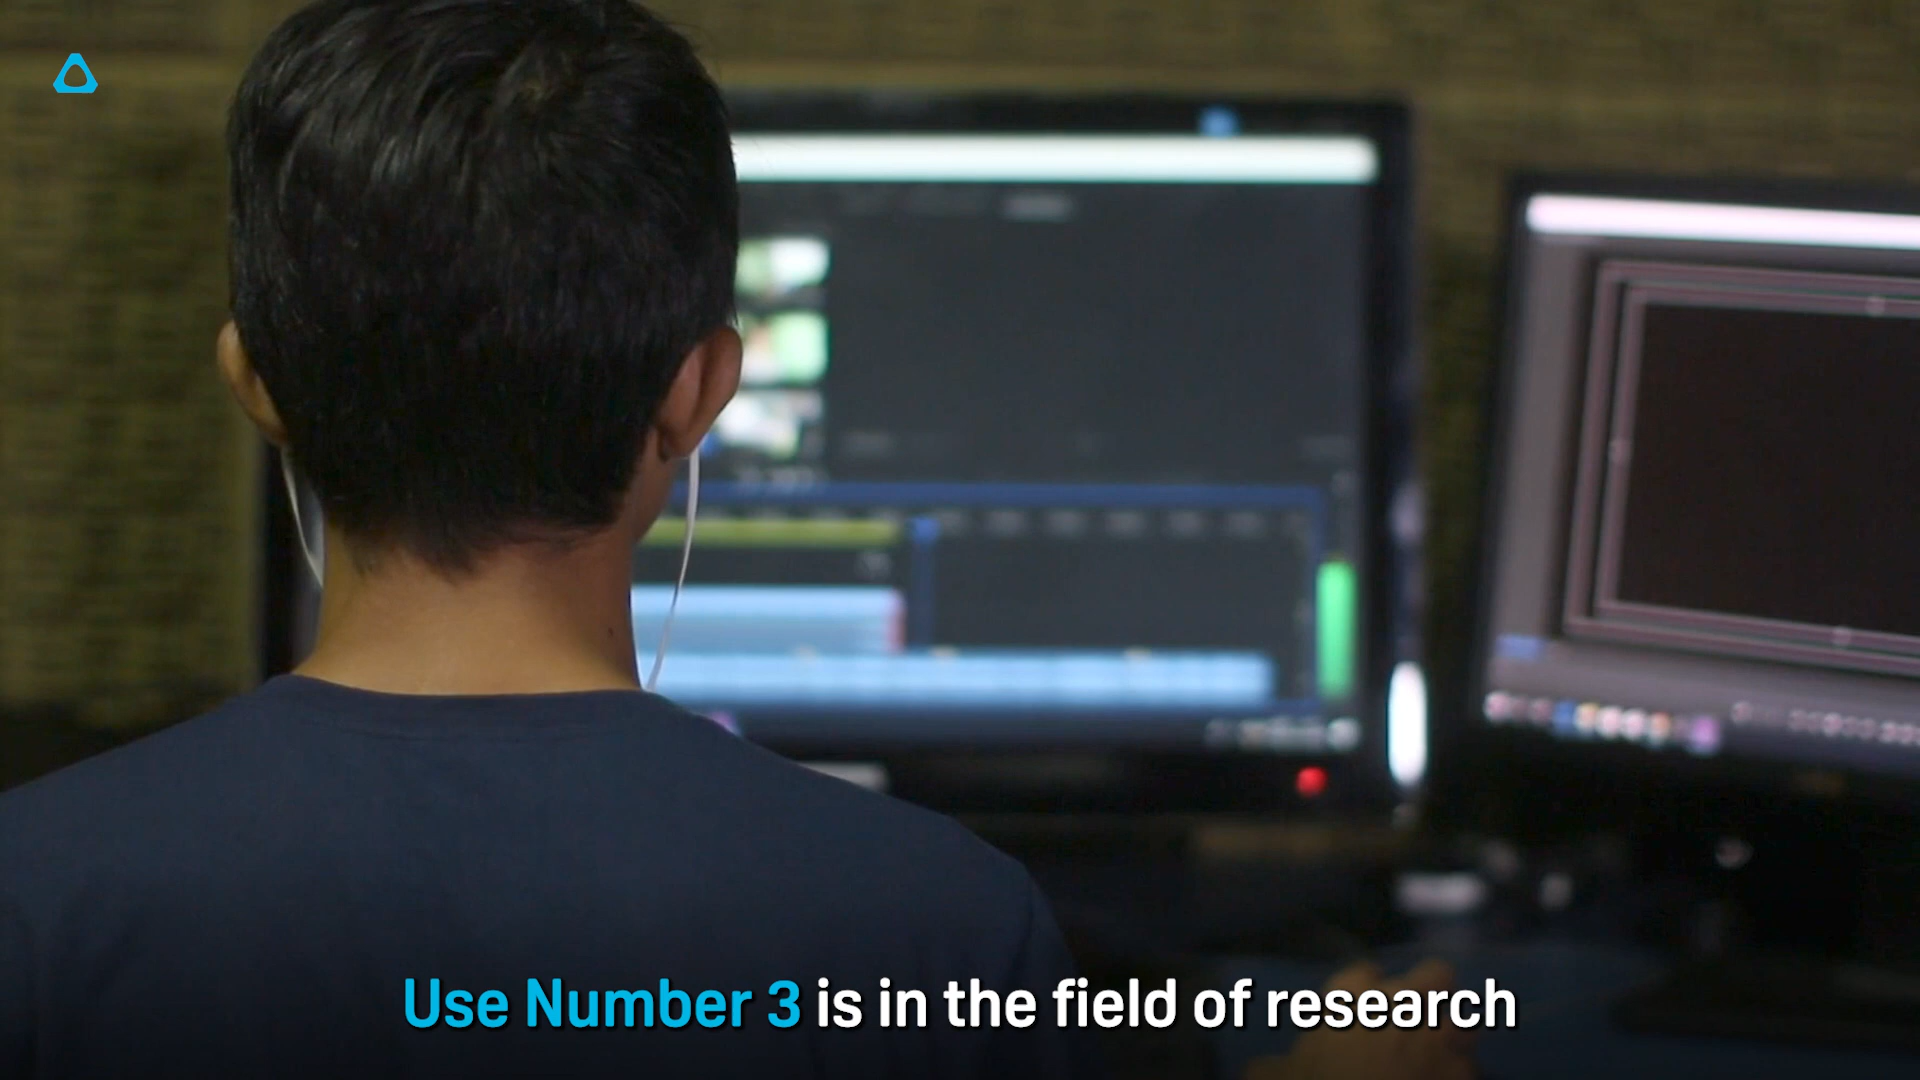 Use Number 3 is in the field of research